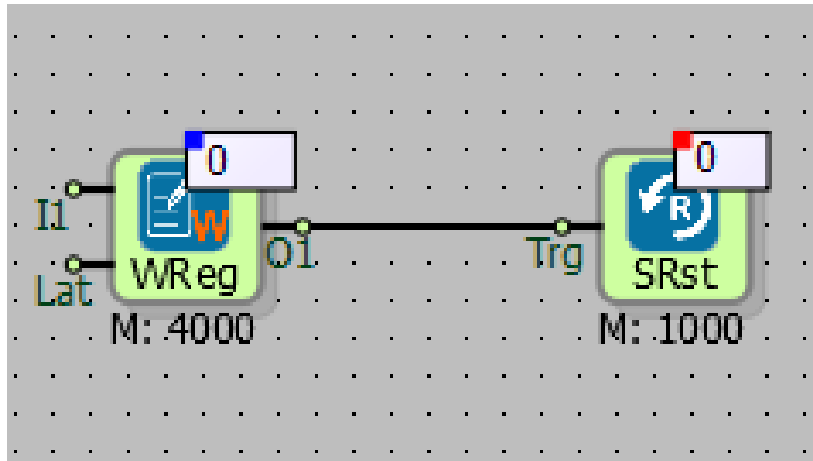 0
0
I1
W
R
O1
Trg
Lat
WReg
SRst
M: 4000
M: 1000